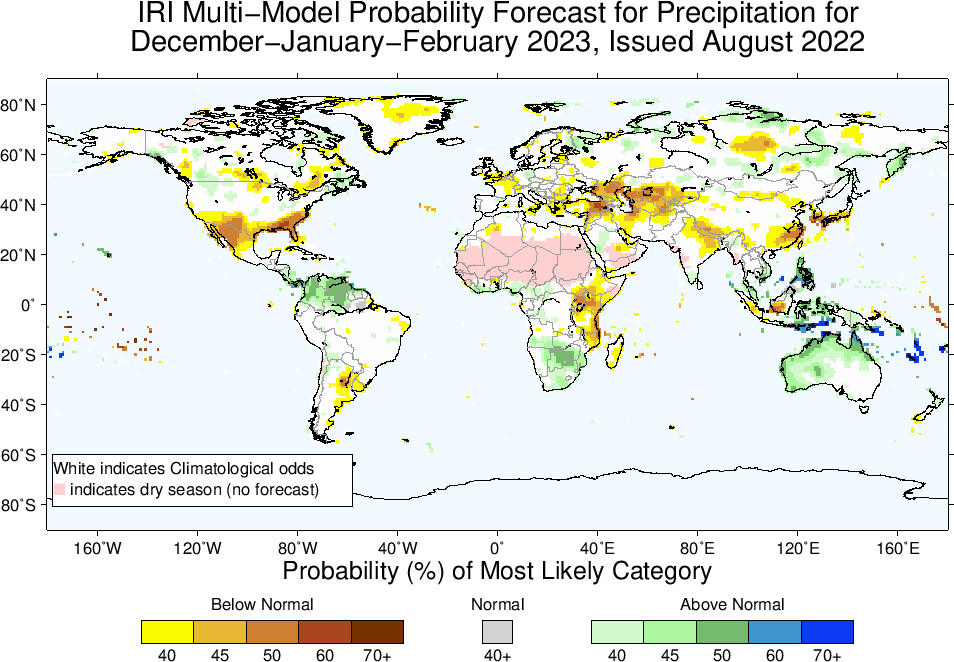 IRI Multi−Model Probability Forecast for Precipitation for
December−January−February 2023, Issued August 2022
80˚N
60˚N
40˚N
20˚N
0˚
20˚S
40˚S
60˚S
80˚S
White indicates Climatological odds
indicates dry season (no forecast)
160˚W 120˚W 80˚W 40˚W 0˚ 40˚E 80˚E 120˚E 160˚E
Probability (%) of Most Likely Category
Below Normal Normal Above Normal
40 45 50 60 70+ 40+ 40 45 50 60 70+